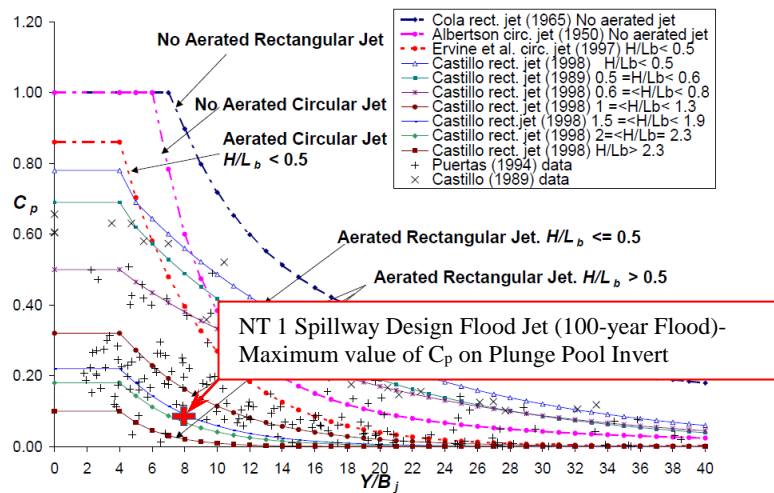 Cola rect. jet (1965) No aerated jet
Albertson circ. jet (1950) No aerated jet
Ervine et al. circ. jet (1997) H/Lb< 0.5
Castillo rect. jet (1998) H/Lb< 0.5
Castillo rect. jet (1989) 0.5 =H/Lb< 0.6
Castillo rect. jet (1998) 0.6 =<H/Lb< 0.8
Castillo rect. jet (1998) 1 =<H/Lb< 1.3
Castillo rect.jet (1998) 1.5 =<H/Lb< 1.9
Castillo rect. jet (1998) 2=<H/Lb= 2.3
Castillo rect. jet (1998) H/Lb> 2.3
Puertas (1994) data
Castillo (1989) data
No Aerated Rectangular Jet
No Aerated Circular Jet
Aerated Circular Jet
H/L b < 0.5
Aerated Rectangular Jet. H/L b <= 0.5
Aerated Rectangular Jet. H/L b > 0.5
NT 1 Spillway Design Flood Jet (100-year Flood)-
Maximum value of Cp on Plunge Pool Invert
Cp
1.20
1.00
0.80
0.60
0.40
0.20
0.00
0 2 4 6 8 10 12 14 16 18 20 22 24 26 28 30 32 34 36 38 40
Y/Bj